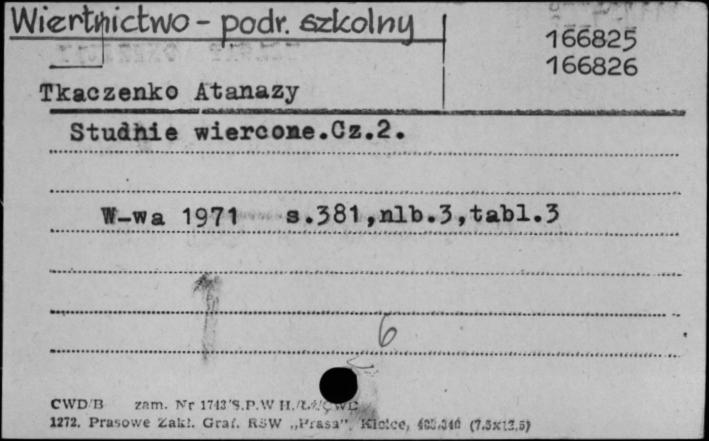 Wiertnictwo - podr. szkolny
166825
166826
Tkaczenko Atanazy
Studnie wiercone.Cz.2.
W-wa 1971 s.381,nlb.3,tabl.3
6
CWD/B zam. Nr 1743/S.P.W H.
1272. Prasowe Zakł. Graf. RSW „Prasa", Kielce, (7,5x12,5)